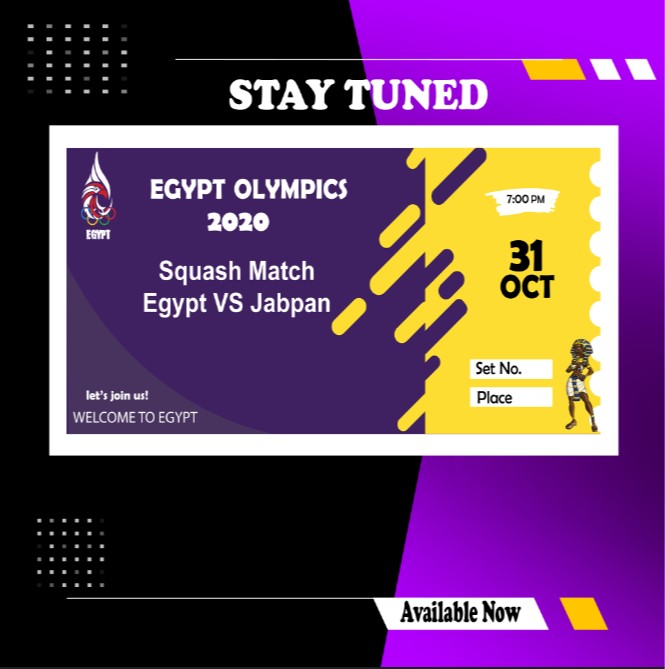 STAY TUNED
EGYPT
EGYPT OLYMPICS
2020
Squash Match
Egypt VS Jabpan
let's join us!
WELCOME TO EGYPT
7:00 PM
31
OCT
Set No.
Place
Available Now